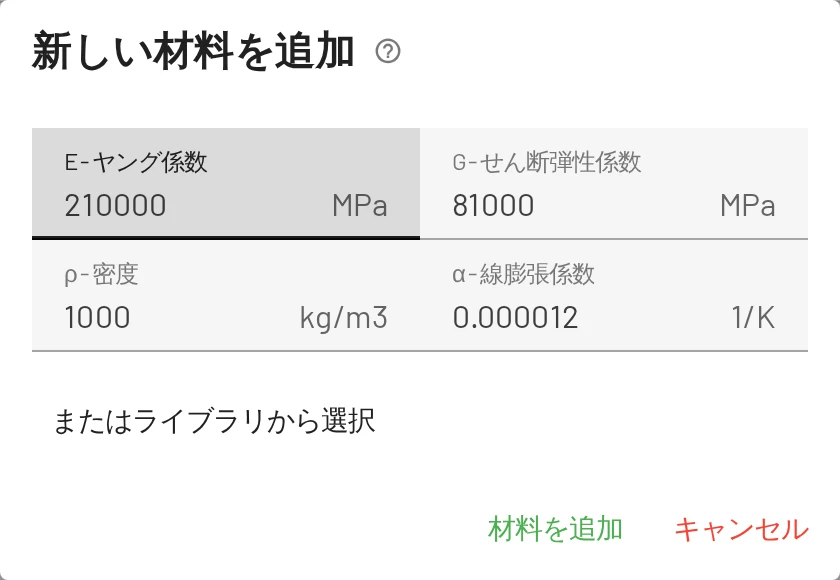 新しい材料を追加 ?
E-ヤング係数
210000 MPa
G-せん断弾性係数
81000 MPa
ρ-密度
1000 kg/m3
α-線膨張係数
0.000012 1/K
またはライブラリから選択
材料を追加 キャンセル